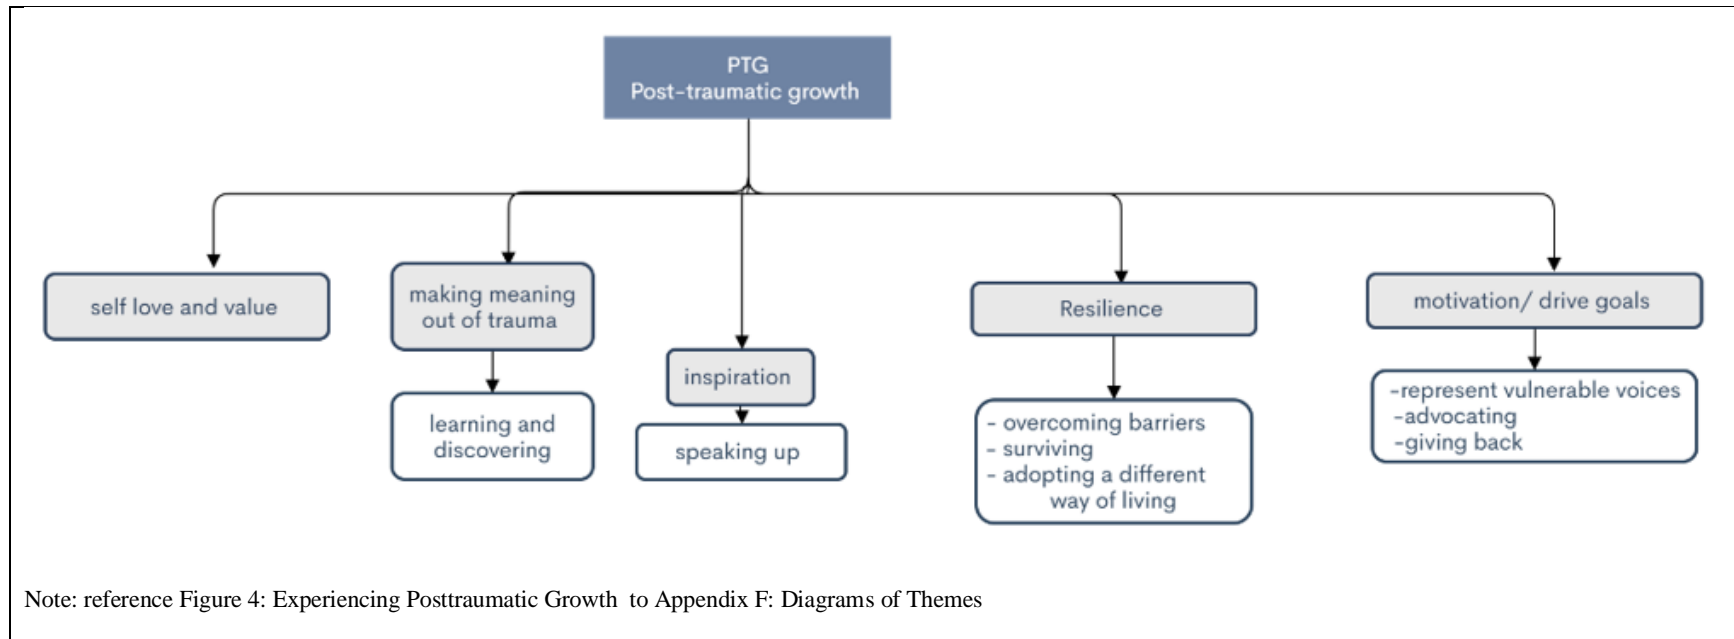 PTG
Post-traumatic growth
self love and value
making meaning
out of trauma
learning and
discovering
inspiration
speaking up
Resilience
- overcoming barriers
- surviving
- adopting a different
way of living
motivation/ drive goals
-represent vulnerable voices
-advocating
-giving back
Note: reference Figure 4: Experiencing Posttraumatic Growth to Appendix F: Diagrams of Themes